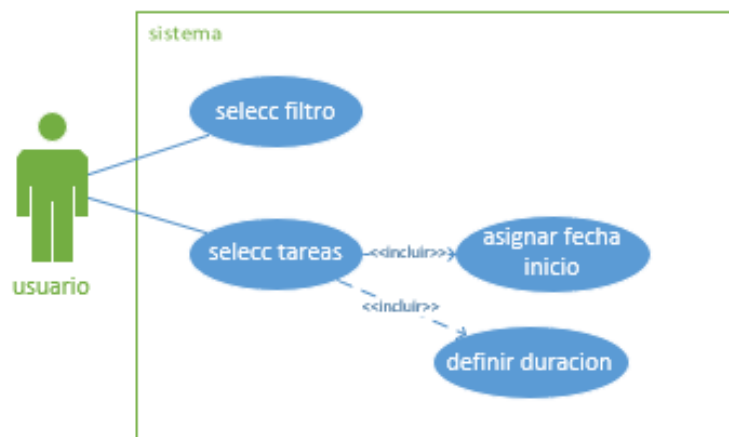 sistema
selecc filtro
usuario
selecc tareas
<<incluir>>
asignar fecha
inicio
<<incluir>>
definir duracion